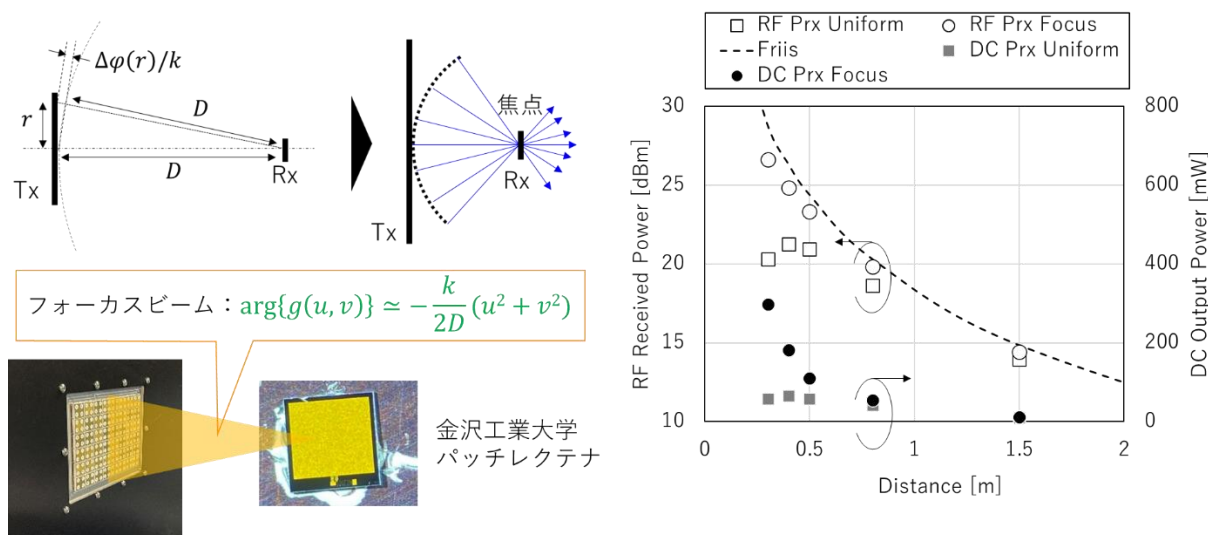 Δφ(r)/k
r
D
D
Tx
Rx
焦点
Rx
Tx
フォーカスビーム：arg{g(u, v)} ≃ −k/2D (u² + v²)
金沢工業大学
パッチレクテナ
RF Prx Uniform
RF Prx Focus
Friis
DC Prx Uniform
DC Prx Focus
RF Received Power [dBm]
30
25
20
15
10
DC Output Power [mW]
800
600
400
200
0
0
0.5
1
1.5
2
Distance [m]